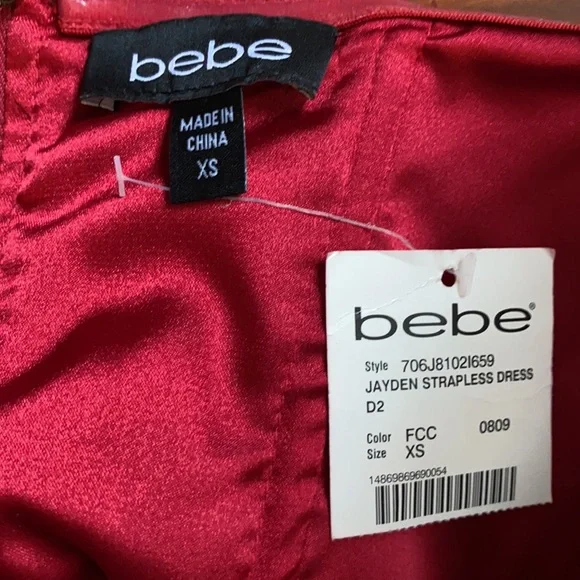 bebe
MADE IN
CHINA
XS
bebe®
Style 706J8102I659
JAYDEN STRAPLESS DRESS
D2
Color FCC 0809
Size XS
14869869690054